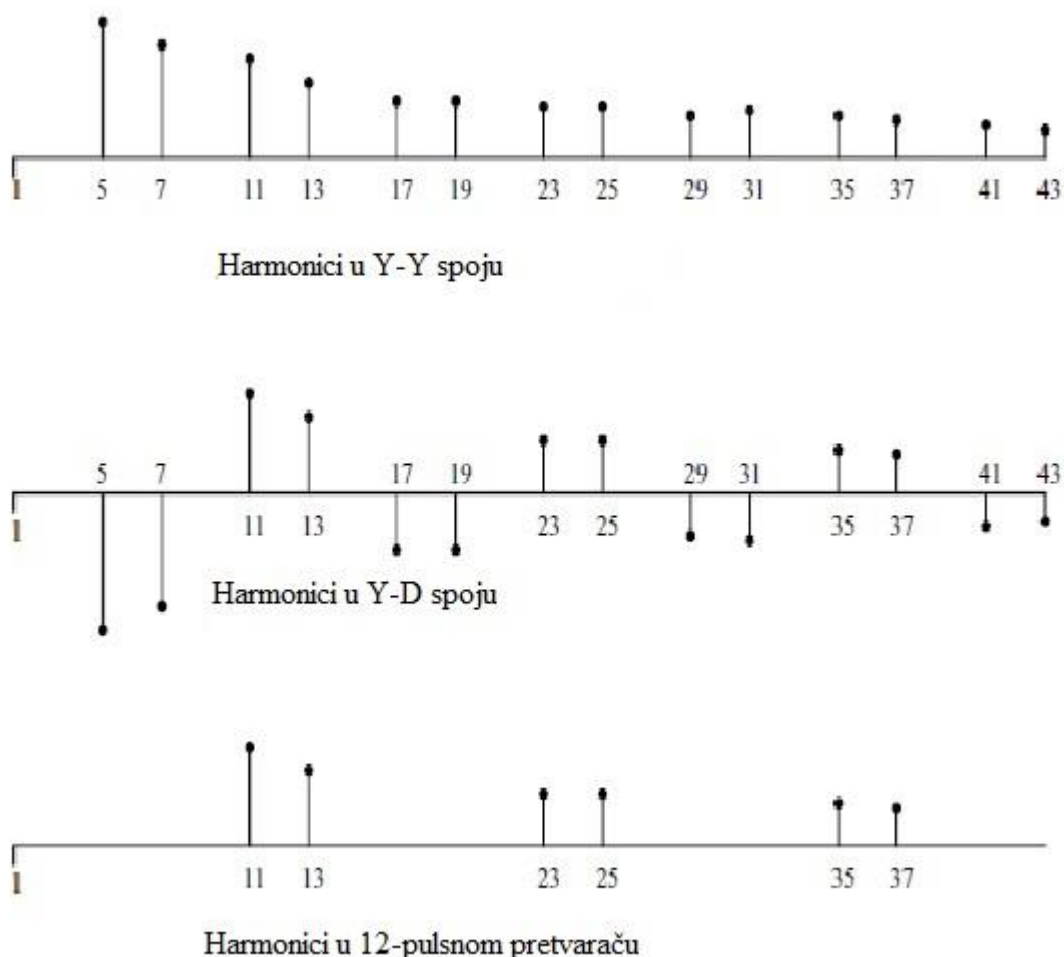 1 5 7 11 13 17 19 23 25 29 31 35 37 41 43
Harmonici u Y-Y spoju
5 7 17 19 29 31 41 43
1 11 13 23 25 35 37
Harmonici u Y-D spoju
1 11 13 23 25 35 37
Harmonici u 12-pulsnom pretvaraču